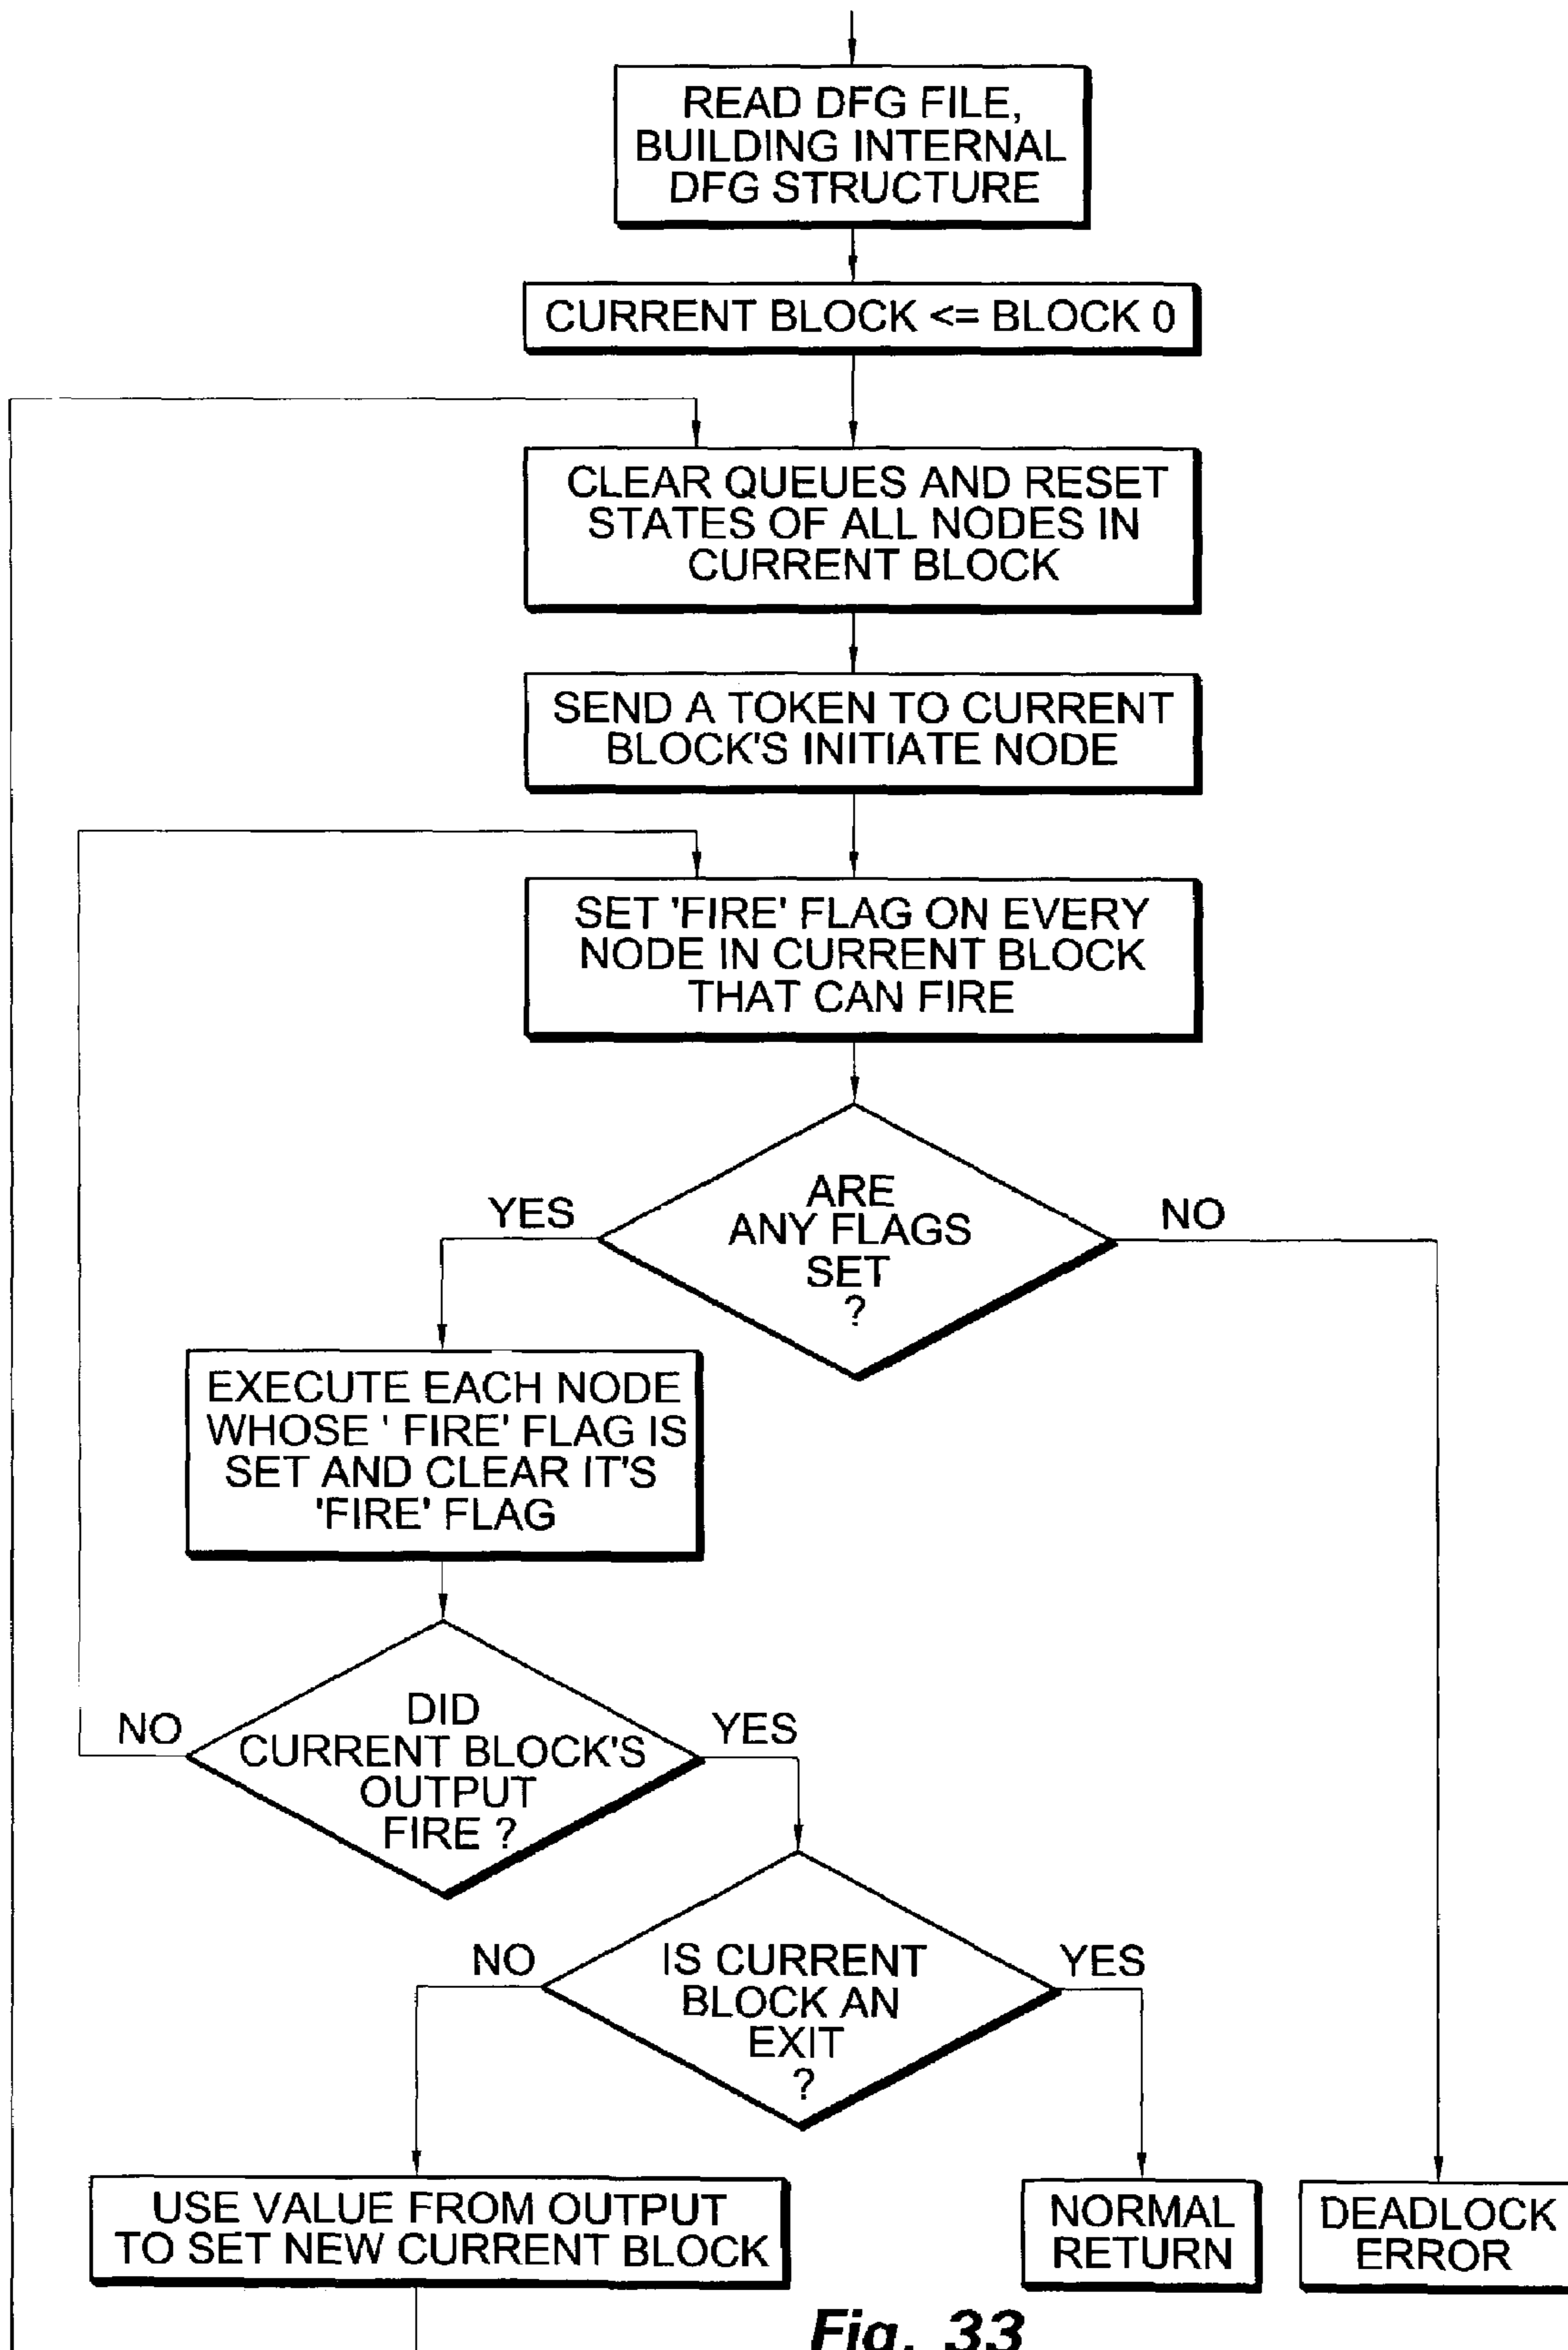 READ DFG FILE,
BUILDING INTERNAL
DFG STRUCTURE
CURRENT BLOCK <= BLOCK 0
CLEAR QUEUES AND RESET
STATES OF ALL NODES IN
CURRENT BLOCK
SEND A TOKEN TO CURRENT
BLOCK'S INITIATE NODE
SET 'FIRE' FLAG ON EVERY
NODE IN CURRENT BLOCK
THAT CAN FIRE
ARE
ANY FLAGS
SET
?
YES
NO
EXECUTE EACH NODE
WHOSE ' FIRE' FLAG IS
SET AND CLEAR IT'S
'FIRE' FLAG
DID
CURRENT BLOCK'S
OUTPUT
FIRE ?
NO
YES
IS CURRENT
BLOCK AN
EXIT
?
NO
YES
USE VALUE FROM OUTPUT
TO SET NEW CURRENT BLOCK
NORMAL
RETURN
DEADLOCK
ERROR
Fig. 33